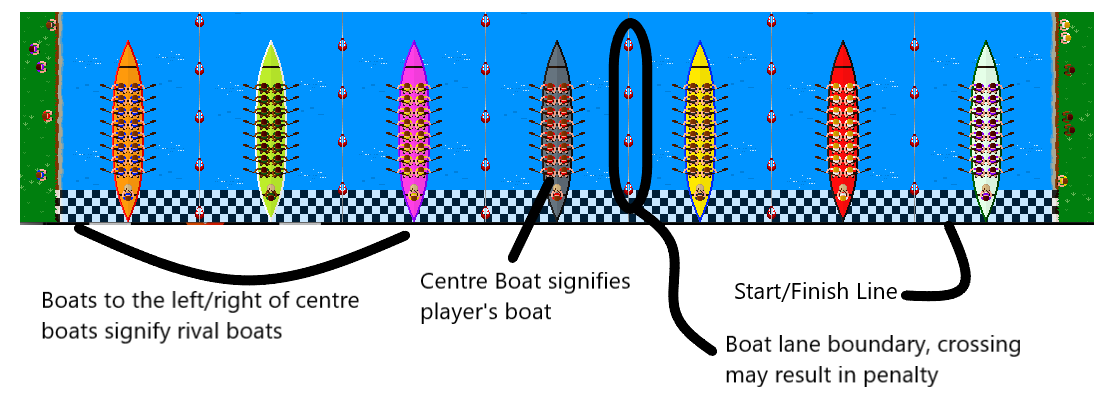 Boats to the left/right of centre
boats signify rival boats
Centre Boat signifies
player's boat
Start/Finish Line
Boat lane boundary, crossing
may result in penalty